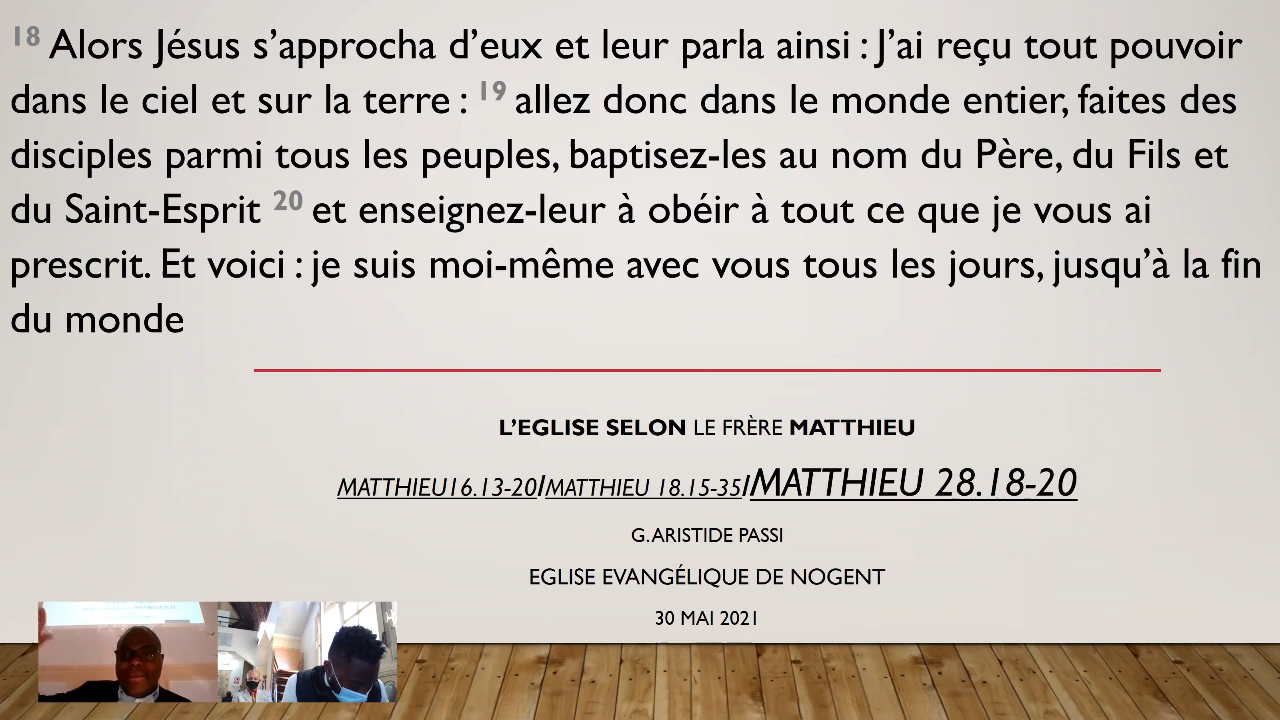 18 Alors Jésus s’approcha d’eux et leur parla ainsi : J’ai reçu tout pouvoir
dans le ciel et sur la terre : 19 allez donc dans le monde entier, faites des
disciples parmi tous les peuples, baptisez-les au nom du Père, du Fils et
du Saint-Esprit 20 et enseignez-leur à obéir à tout ce que je vous ai
prescrit. Et voici : je suis moi-même avec vous tous les jours, jusqu’à la fin
du monde
L’EGLISE SELON LE FRÈRE MATTHIEU
MATTHIEU16.13-20/MATTHIEU 18.15-35/MATTHIEU 28.18-20
G. ARISTIDE PASSI
EGLISE EVANGÉLIQUE DE NOGENT
30 MAI 2021